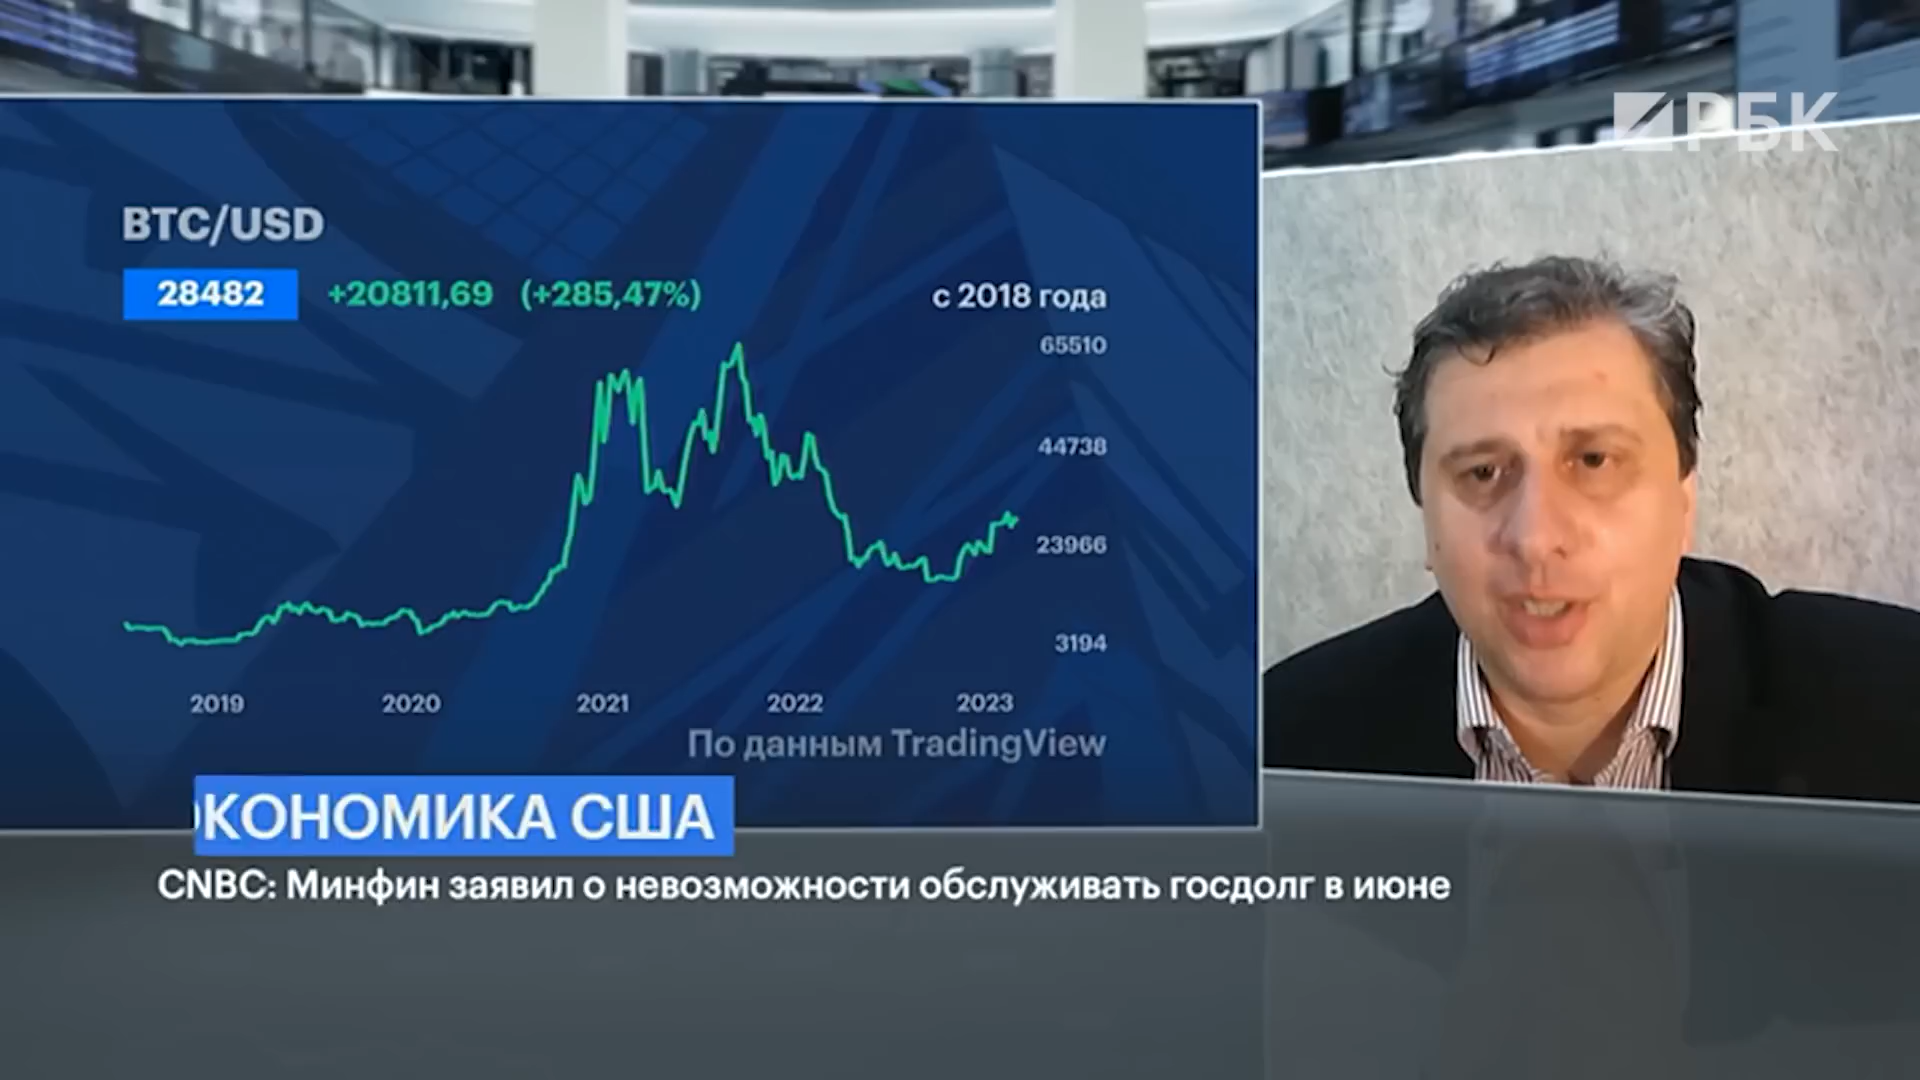 РБК
BTC/USD
28482 +20811,69 (+285,47%) с 2018 года
65510
44738
23966
3194
2019 2020 2021 2022 2023
По данным TradingView
КОНОМИКА США
CNBC: Минфин заявил о невозможности обслуживать госдолг в июне